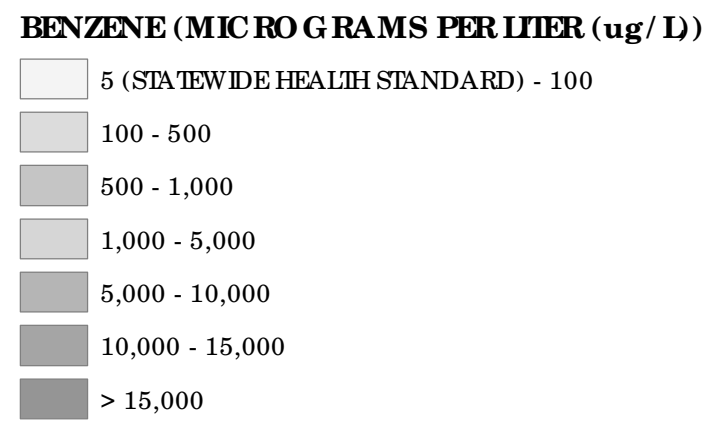 BENZENE (MICROGRAMS PER LITER (ug/L))
5 (STATEWIDE HEALTH STANDARD) - 100
100 - 500
500 - 1,000
1,000 - 5,000
5,000 - 10,000
10,000 - 15,000
> 15,000